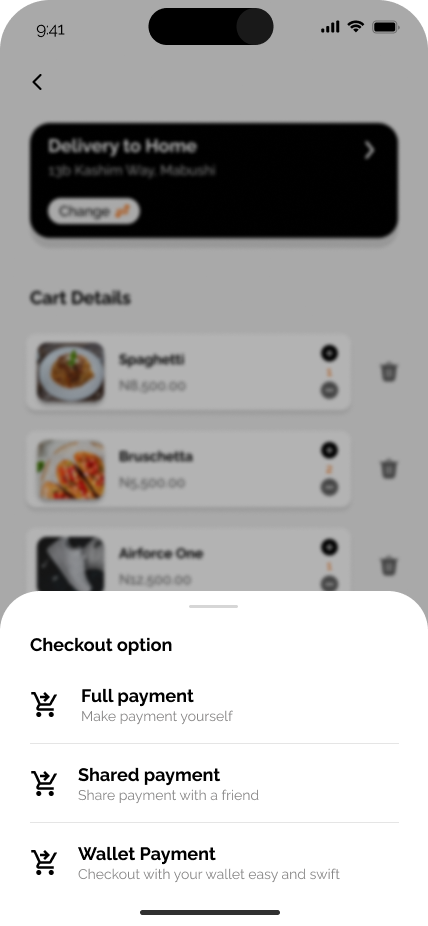 9:41
Delivery to Home
13b Kashim Way, Mabushi
Change
Cart Details
Spaghetti
N8,500.00
1
Bruschetta
N5,500.00
2
Airforce One
N12,500.00
1
Checkout option
Full payment
Make payment yourself
Shared payment
Share payment with a friend
Wallet Payment
Checkout with your wallet easy and swift